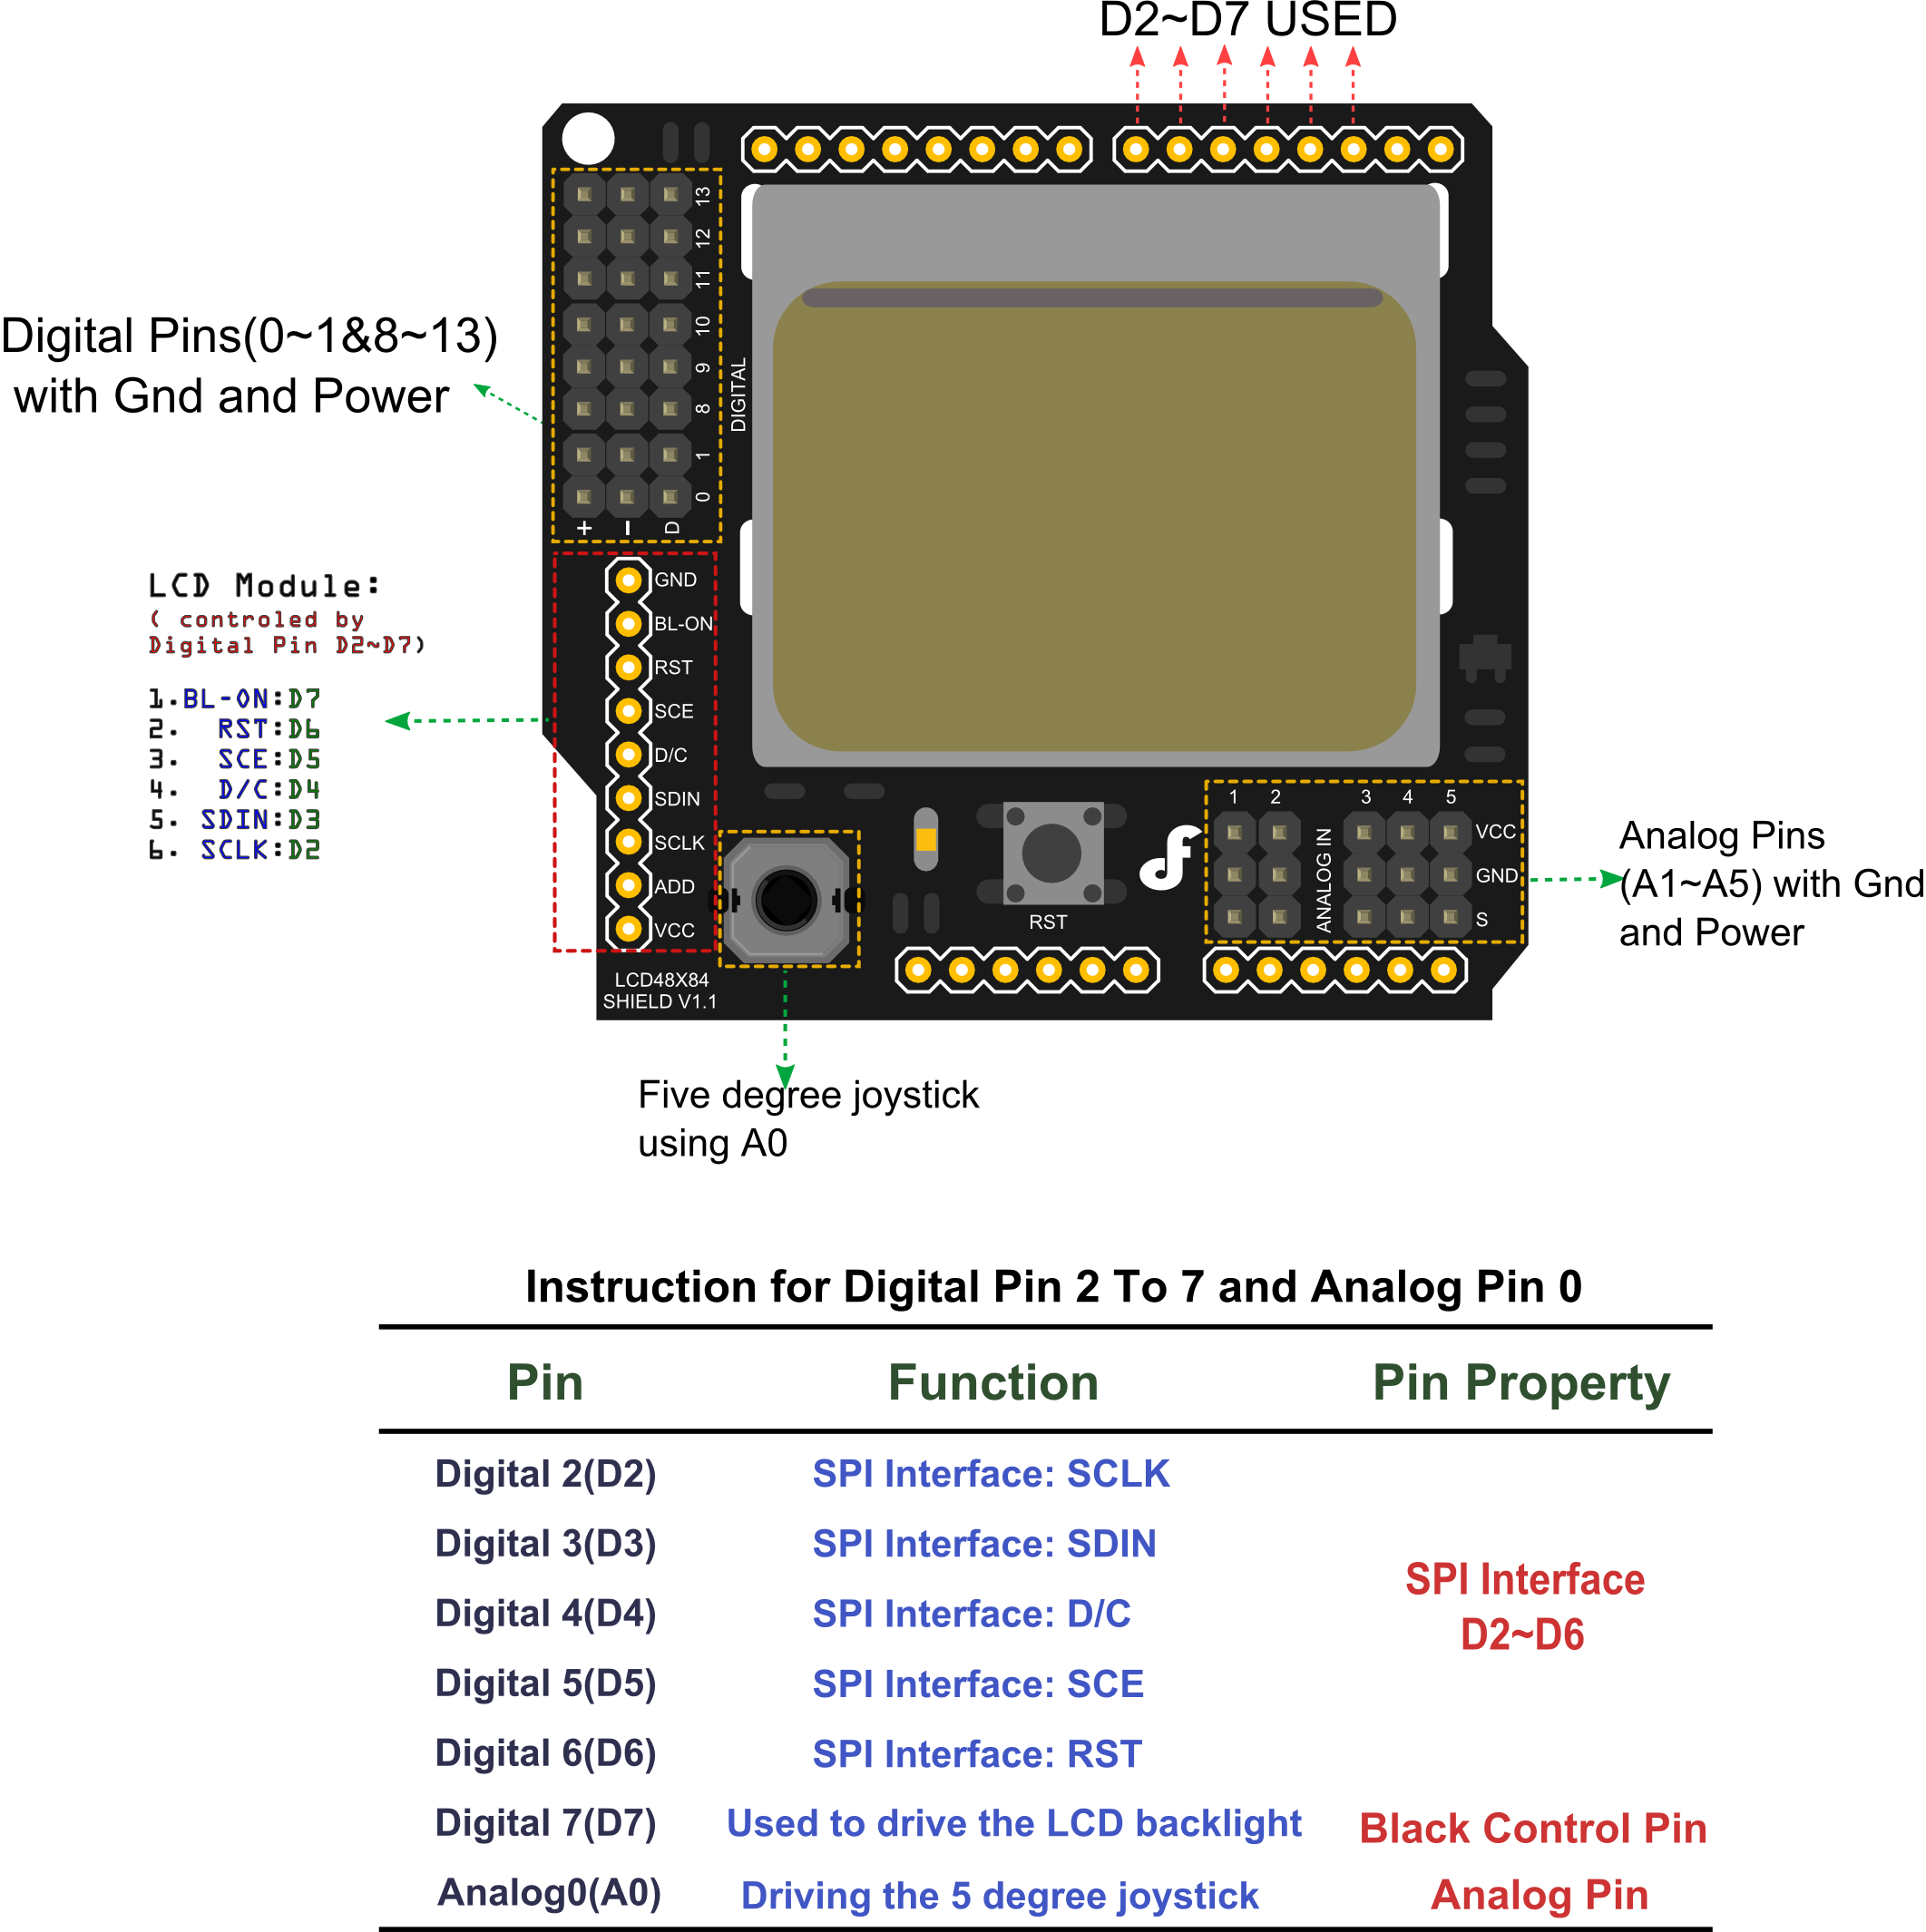 D2~D7 USED
13
12
11
10
9
8
1
0
+ - D
DIGITAL
Digital Pins(0~1&8~13)
with Gnd and Power
LCD Module:
( controled by
Digital Pin D2~D7)
1.BL-ON:D7
2. RST:D6
3. SCE:D5
4. D/C:D4
5. SDIN:D3
6. SCLK:D2
GND
BL-ON
RST
SCE
D/C
SDIN
SCLK
ADD
VCC
LCD48X84
SHIELD V1.1
RST
1 2 3 4 5
ANALOG IN
VCC
GND
S
Analog Pins
(A1~A5) with Gnd
and Power
Five degree joystick
using A0
Instruction for Digital Pin 2 To 7 and Analog Pin 0
Pin Function Pin Property
Digital 2(D2) SPI Interface: SCLK
Digital 3(D3) SPI Interface: SDIN
SPI Interface
Digital 4(D4) SPI Interface: D/C
D2~D6
Digital 5(D5) SPI Interface: SCE
Digital 6(D6) SPI Interface: RST
Digital 7(D7) Used to drive the LCD backlight Black Control Pin
Analog0(A0) Driving the 5 degree joystick Analog Pin